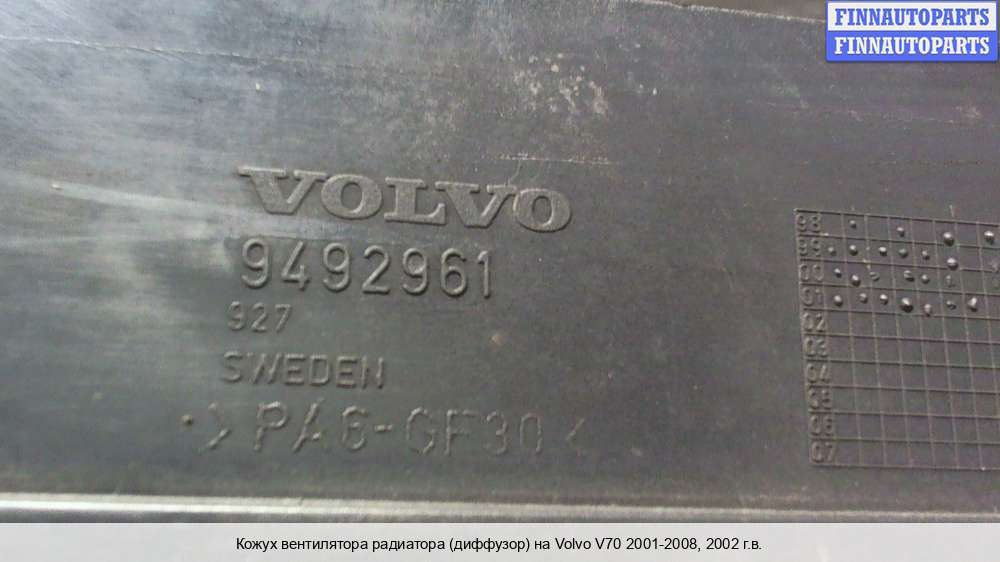 FINNAUTOPARTS
FINNAUTOPARTS
VOLVO
9492961
927
SWEDEN
>PA6-GF30<
98
99
00
01
02
03
04
05
06
07
Кожух вентилятора радиатора (диффузор) на Volvo V70 2001-2008, 2002 г.в.